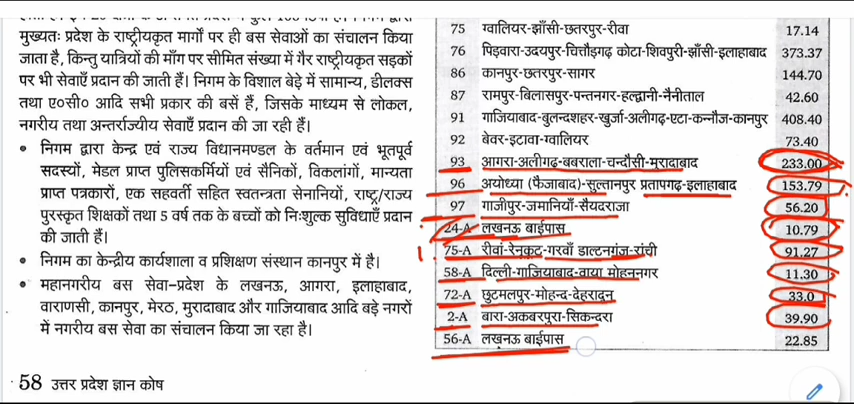 मुख्यतः प्रदेश के राष्ट्रीयकृत मार्गों पर ही बस सेवाओं का संचालन किया
जाता है, किन्तु यात्रियों की माँग पर सीमित संख्या में गैर राष्ट्रीयकृत सड़कों
पर भी सेवाएँ प्रदान की जाती हैं। निगम के विशाल बेड़े में सामान्य, डीलक्स
तथा ए०सी० आदि सभी प्रकार की बसें हैं, जिसके माध्यम से लोकल,
नगरीय तथा अन्तर्राज्यीय सेवाएँ प्रदान की जा रही हैं।
• निगम द्वारा केन्द्र एवं राज्य विधानमण्डल के वर्तमान एवं भूतपूर्व
सदस्यों, मेडल प्राप्त पुलिसकर्मियों एवं सैनिकों, विकलांगों, मान्यता
प्राप्त पत्रकारों, एक सहवर्ती सहित स्वतन्त्रता सेनानियों, राष्ट्र/राज्य
पुरस्कृत शिक्षकों तथा 5 वर्ष तक के बच्चों को निःशुल्क सुविधाएँ प्रदान
की जाती हैं।
• निगम का केन्द्रीय कार्यशाला व प्रशिक्षण संस्थान कानपुर में है।
• महानगरीय बस सेवा-प्रदेश के लखनऊ, आगरा, इलाहाबाद,
वाराणसी, कानपुर, मेरठ, मुरादाबाद और गाजियाबाद आदि बड़े नगरों
में नगरीय बस सेवा का संचालन किया जा रहा है।
75 ग्वालियर-झाँसी-छतरपुर-रीवा 17.14
76 पिंड़वारा-उदयपुर-चित्तौड़गढ़ कोटा-शिवपुरी-झाँसी-इलाहाबाद 373.37
86 कानपुर-छतरपुर-सागर 144.70
87 रामपुर-बिलासपुर-पन्तनगर-हल्द्वानी-नैनीताल 42.60
91 गाजियाबाद-बुलन्दशहर-खुर्जा-अलीगढ़-एटा-कन्नौज-कानपुर 408.40
92 बेवर-इटावा-ग्वालियर 73.40
93 आगरा-अलीगढ़-बबराला-चन्दौसी-मुरादाबाद 233.00
96 अयोध्या (फैजाबाद)-सुल्तानपुर प्रतापगढ़-इलाहाबाद 153.79
97 गाजीपुर-जमानियाँ-सैयदराजा 56.20
24-A लखनऊ बाईपास 10.79
75-A रीवां-रेनूकूट-गरवाँ डाल्टनगंज-रांची 91.27
58-A दिल्ली-गाजियाबाद-वाया मोहननगर 11.30
72-A छुटमलपुर-मोहन्द-देहरादून 33.0
2-A बारा-अकबरपुरा-सिकन्दरा 39.90
56-A लखनऊ बाईपास 22.85
58 उत्तर प्रदेश ज्ञान कोष